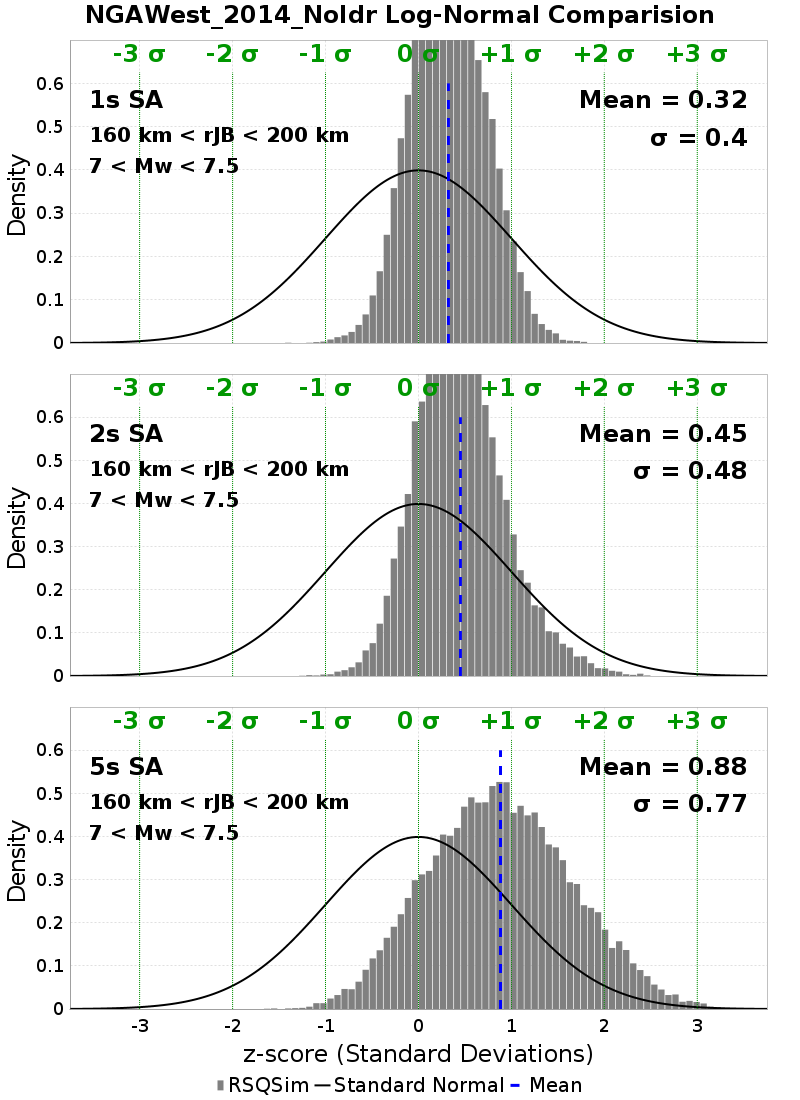 NGAWest_2014_NoIdr Log-Normal Comparision
-3 σ -2 σ -1 σ 0 σ +1 σ +2 σ +3 σ
1s SA
160 km < rJB < 200 km
7 < Mw < 7.5
Mean = 0.32
σ = 0.4
Density
0.6
0.5
0.4
0.3
0.2
0.1
0
-3 σ -2 σ -1 σ 0 σ +1 σ +2 σ +3 σ
2s SA
160 km < rJB < 200 km
7 < Mw < 7.5
Mean = 0.45
σ = 0.48
Density
0.6
0.5
0.4
0.3
0.2
0.1
0
-3 σ -2 σ -1 σ 0 σ +1 σ +2 σ +3 σ
5s SA
160 km < rJB < 200 km
7 < Mw < 7.5
Mean = 0.88
σ = 0.77
Density
0.6
0.5
0.4
0.3
0.2
0.1
0
-3 -2 -1 0 1 2 3
z-score (Standard Deviations)
RSQSim Standard Normal Mean